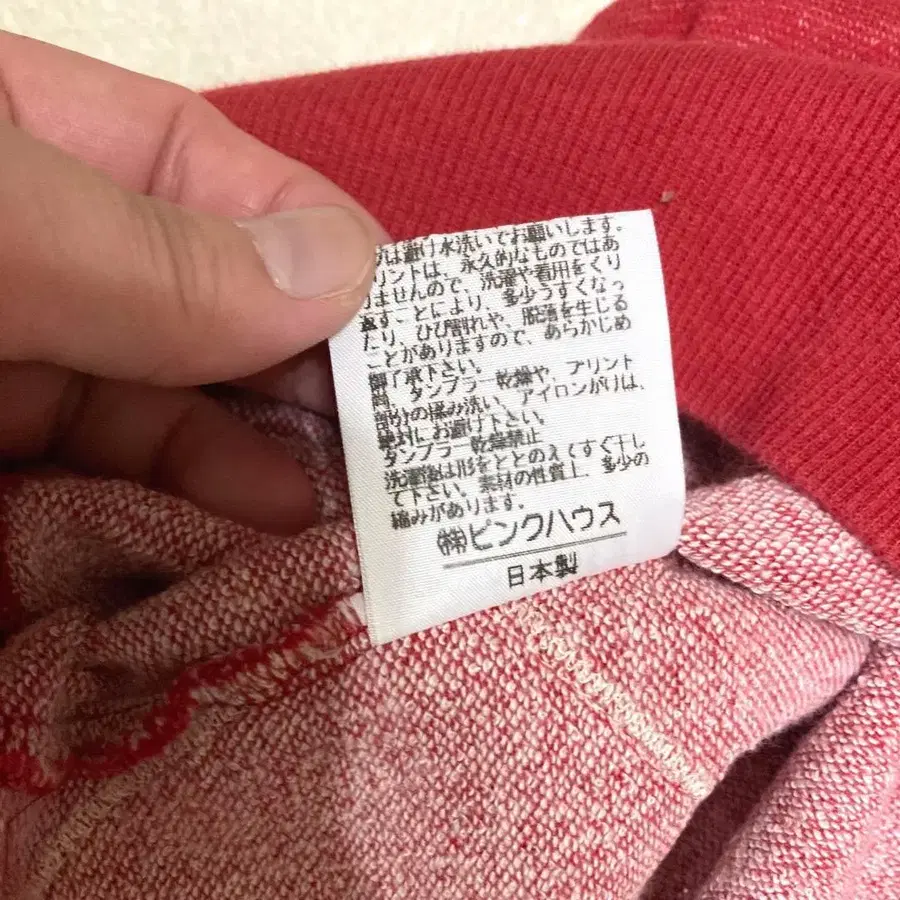 は避け水洗いでお願いします。
プリントは、永久的なものではあ
りませんので、洗濯や着用をくり
返すことにより、多少うすくなっ
たり、ひび割れや、脱落を生じる
ことがありますので、あらかじめ
御了承下さい。
尚、タンブラー乾燥や、プリント
部分の揉み洗い、アイロンがけは、
絶対にお避け下さい。
タンブラー乾燥禁止
洗濯後は形をととのえてすぐ干し
て下さい。素材の性質上、多少の
縮みがあります。
㈱ピンクハウス
日本製